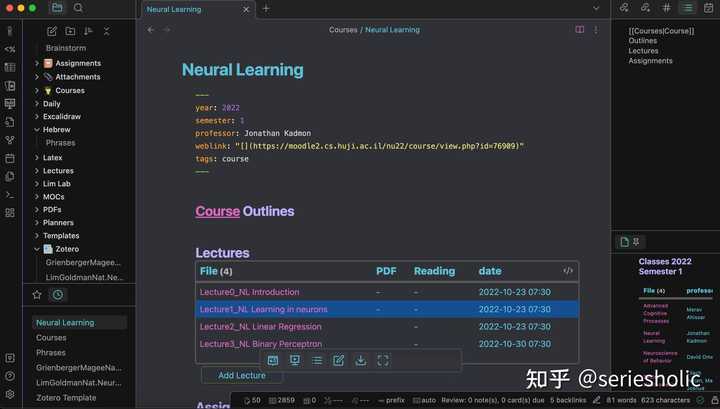 Neural Learning
Courses / Neural Learning
Brainstorm
Assignments
Attachments
Courses
Daily
Excalidraw
Hebrew
Phrases
Latex
Lectures
Lim Lab
MOCs
PDFs
Planners
Templates
Zotero
GrienbergerMagee...
LimGoldmanNat.Ne...
Neural Learning
Courses
Phrases
GrienbergerMageeNa...
LimGoldmanNat.Neur...
Zotero Template
Neural Learning
---
year: 2022
semester: 1
professor: Jonathan Kadmon
weblink: "[](https://moodle2.cs.huji.ac.il/nu22/course/view.php?id=76909)"
tags: course
---
Course Outlines
Lectures
File (4) PDF Reading date </>
Lecture0_NL Introduction - - 2022-10-23 07:30
Lecture1_NL Learning in neurons - - 2022-10-23 07:30
Lecture2_NL Linear Regression - - 2022-10-23 07:30
Lecture3_NL Binary Perceptron - - 2022-10-30 07:30
Add Lecture
[[Courses|Course]]
Outlines
Lectures
Assignments
Classes 2022
Semester 1
File (4) professo
Advanced Cognitive Processes Merav Ahissar
Neural Learning Jonathan Kadmon
Neuroscience of Behavior David Ome
知乎 @seriesholic
50 2859 0 --- --- prefix auto Review: 0 note(s), 0 card(s) due 5 backlinks 81 words 623 characters